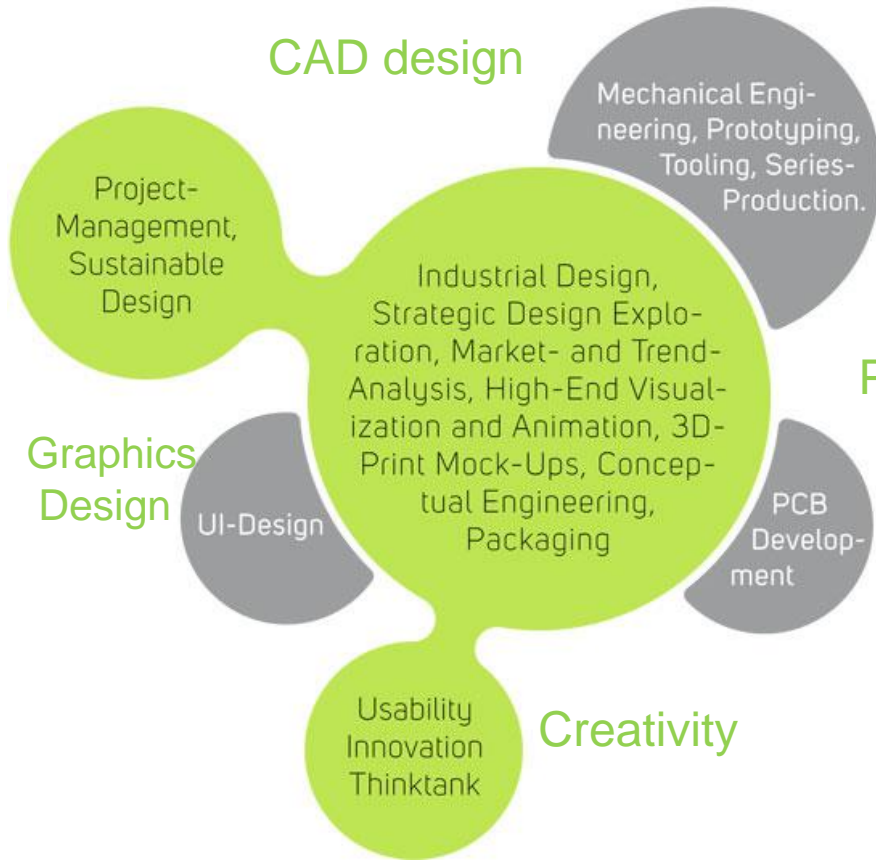 CAD design
Mechanical Engi-
neering, Prototyping,
Tooling, Series-
Production.
Project-
Management,
Sustainable
Design
Industrial Design,
Strategic Design Explo-
ration, Market- and Trend-
Analysis, High-End Visual-
ization and Animation, 3D-
Print Mock-Ups, Concep-
tual Engineering,
Packaging
Graphics
Design
UI-Design
PCB
Develop-
ment
Usability
Innovation
Thinktank
Creativity